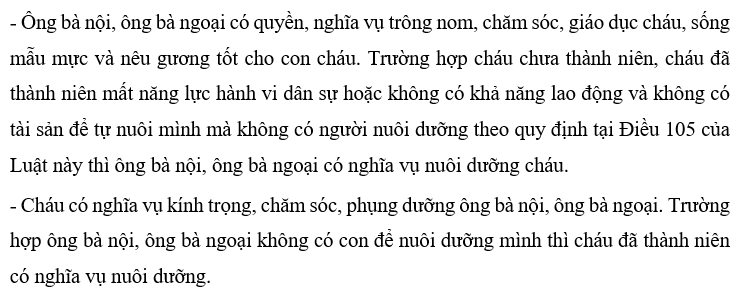 - Ông bà nội, ông bà ngoại có quyền, nghĩa vụ trông nom, chăm sóc, giáo dục cháu, sống
mẫu mực và nêu gương tốt cho con cháu. Trường hợp cháu chưa thành niên, cháu đã
thành niên mất năng lực hành vi dân sự hoặc không có khả năng lao động và không có
tài sản để tự nuôi mình mà không có người nuôi dưỡng theo quy định tại Điều 105 của
Luật này thì ông bà nội, ông bà ngoại có nghĩa vụ nuôi dưỡng cháu.
- Cháu có nghĩa vụ kính trọng, chăm sóc, phụng dưỡng ông bà nội, ông bà ngoại. Trường
hợp ông bà nội, ông bà ngoại không có con để nuôi dưỡng mình thì cháu đã thành niên
có nghĩa vụ nuôi dưỡng.